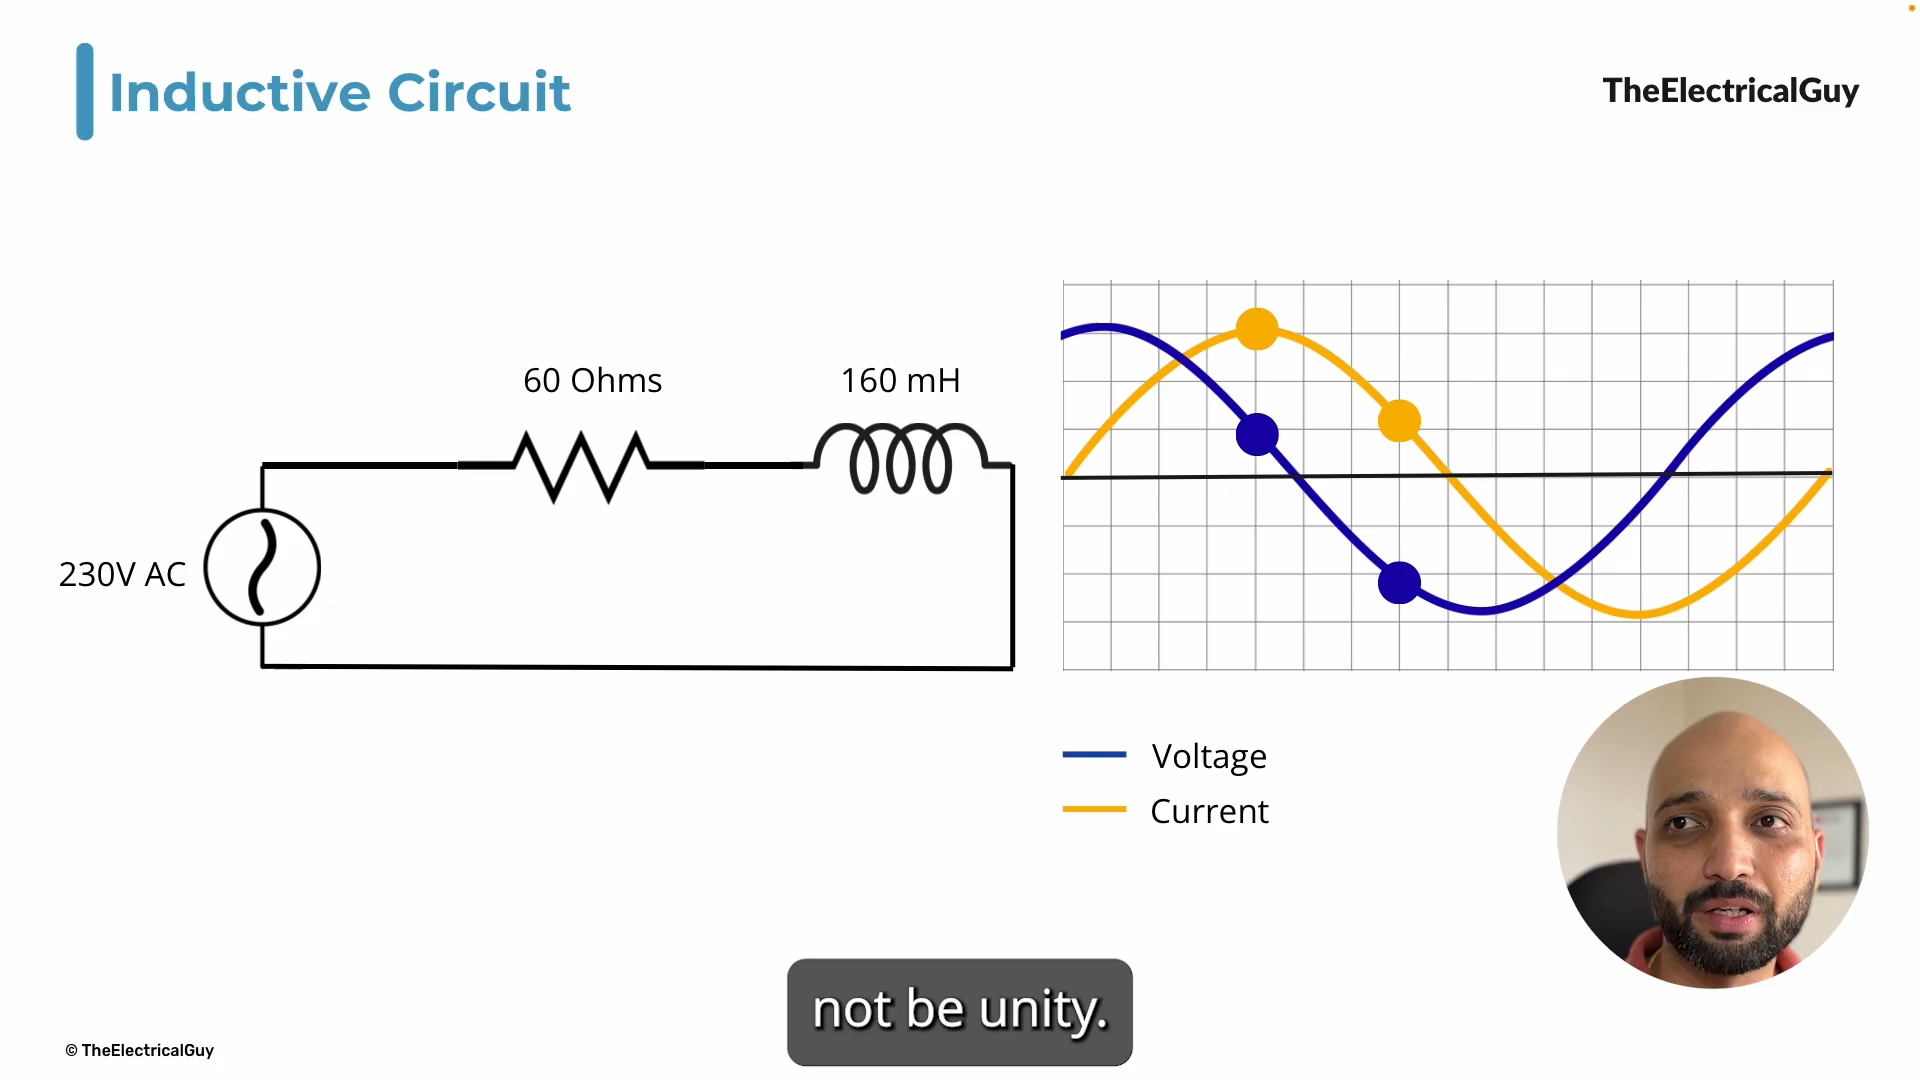 Inductive Circuit
TheElectricalGuy
60 Ohms
160 mH
230V AC
Voltage
Current
not be unity.
© TheElectricalGuy